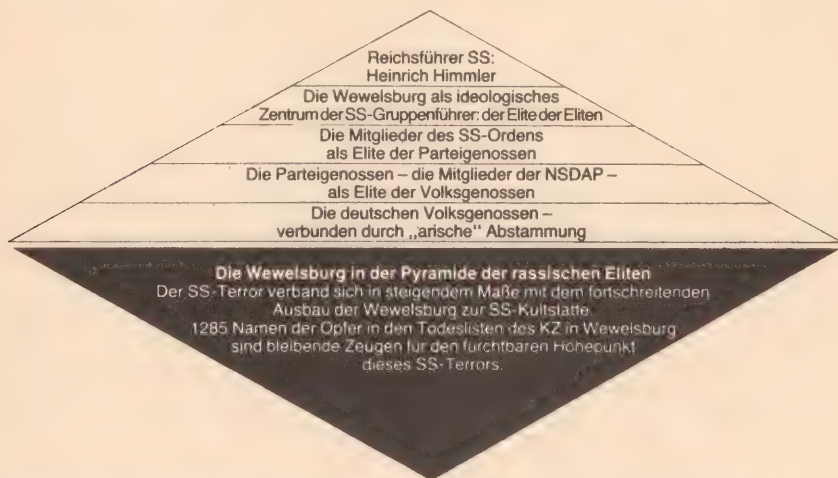 Reichsführer SS:
Heinrich Himmler
Die Wewelsburg als ideologisches
Zentrum der SS-Gruppenführer: der Elite der Eliten
Die Mitglieder des SS-Ordens
als Elite der Parteigenossen
Die Parteigenossen – die Mitglieder der NSDAP –
als Elite der Volksgenossen
Die deutschen Volksgenossen –
verbunden durch „arische" Abstammung
Die Wewelsburg in der Pyramide der rassischen Eliten
Der SS-Terror verband sich in steigendem Maße mit dem fortschreitenden
Ausbau der Wewelsburg zur SS-Kultstätte.
1285 Namen der Opfer in den Todeslisten des KZ in Wewelsburg
sind bleibende Zeugen für den furchtbaren Höhepunkt
dieses SS-Terrors.